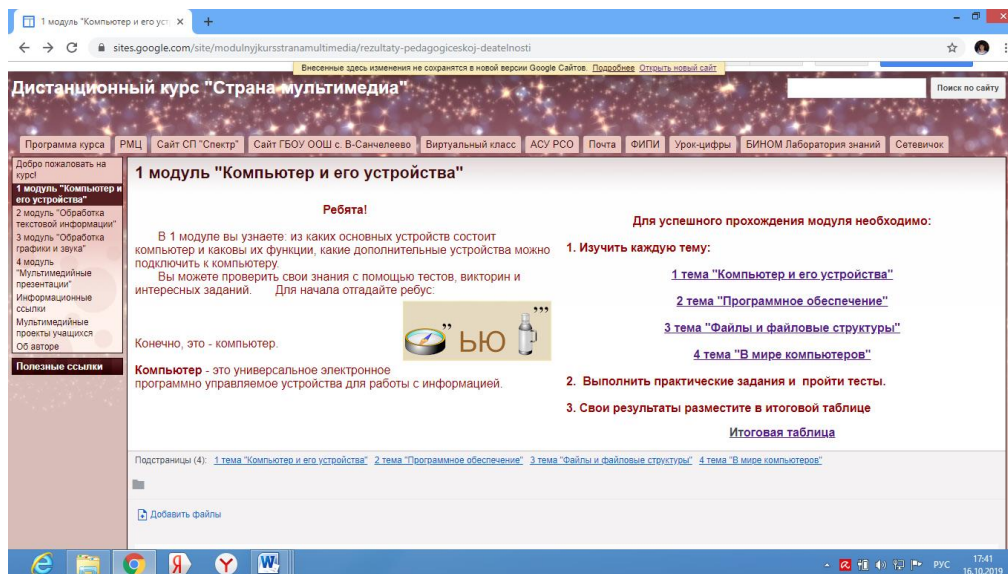 1 модуль "Компьютер и его уст
sites.google.com/site/modulnyjkursstranamultimedia/rezultaty-pedagogiceskoj-deatelnosti
Внесенные здесь изменения не сохранятся в новой версии Google Сайтов. Подробнее Открыть новый сайт
Дистанционный курс "Страна мультимедиа"
Поиск по сайту
Программа курса РМЦ Сайт СП "Спектр" Сайт ГБОУ ООШ с. В-Санчелеево Виртуальный класс АСУ РСО Почта ФИПИ Урок-цифры БИНОМ Лаборатория знаний Сетевичок
Добро пожаловать на
курс!
1 модуль "Компьютер и
его устройства"
2 модуль "Обработка
текстовой информации"
3 модуль "Обработка
графики и звука"
4 модуль
"Мультимедийные
презентации"
Информационные
ссылки
Мультимедийные
проекты учащихся
Об авторе
Полезные ссылки
1 модуль "Компьютер и его устройства"
Ребята!
В 1 модуле вы узнаете: из каких основных устройств состоит
компьютер и каковы их функции, какие дополнительные устройства можно
подключить к компьютеру.
Вы можете проверить свои знания с помощью тестов, викторин и
интересных заданий. Для начала отгадайте ребус:
" ЬЮ "'
Конечно, это - компьютер.
Компьютер - это универсальное электронное
программно управляемое устройства для работы с информацией.
Для успешного прохождения модуля необходимо:
1. Изучить каждую тему:
1 тема "Компьютер и его устройства"
2 тема "Программное обеспечение"
3 тема "Файлы и файловые структуры"
4 тема "В мире компьютеров"
2. Выполнить практические задания и пройти тесты.
3. Свои результаты разместите в итоговой таблице
Итоговая таблица
Подстраницы (4): 1 тема "Компьютер и его устройства" 2 тема "Программное обеспечение" 3 тема "Файлы и файловые структуры" 4 тема "В мире компьютеров"
Добавить файлы
РУС
17:41
16.10.2019